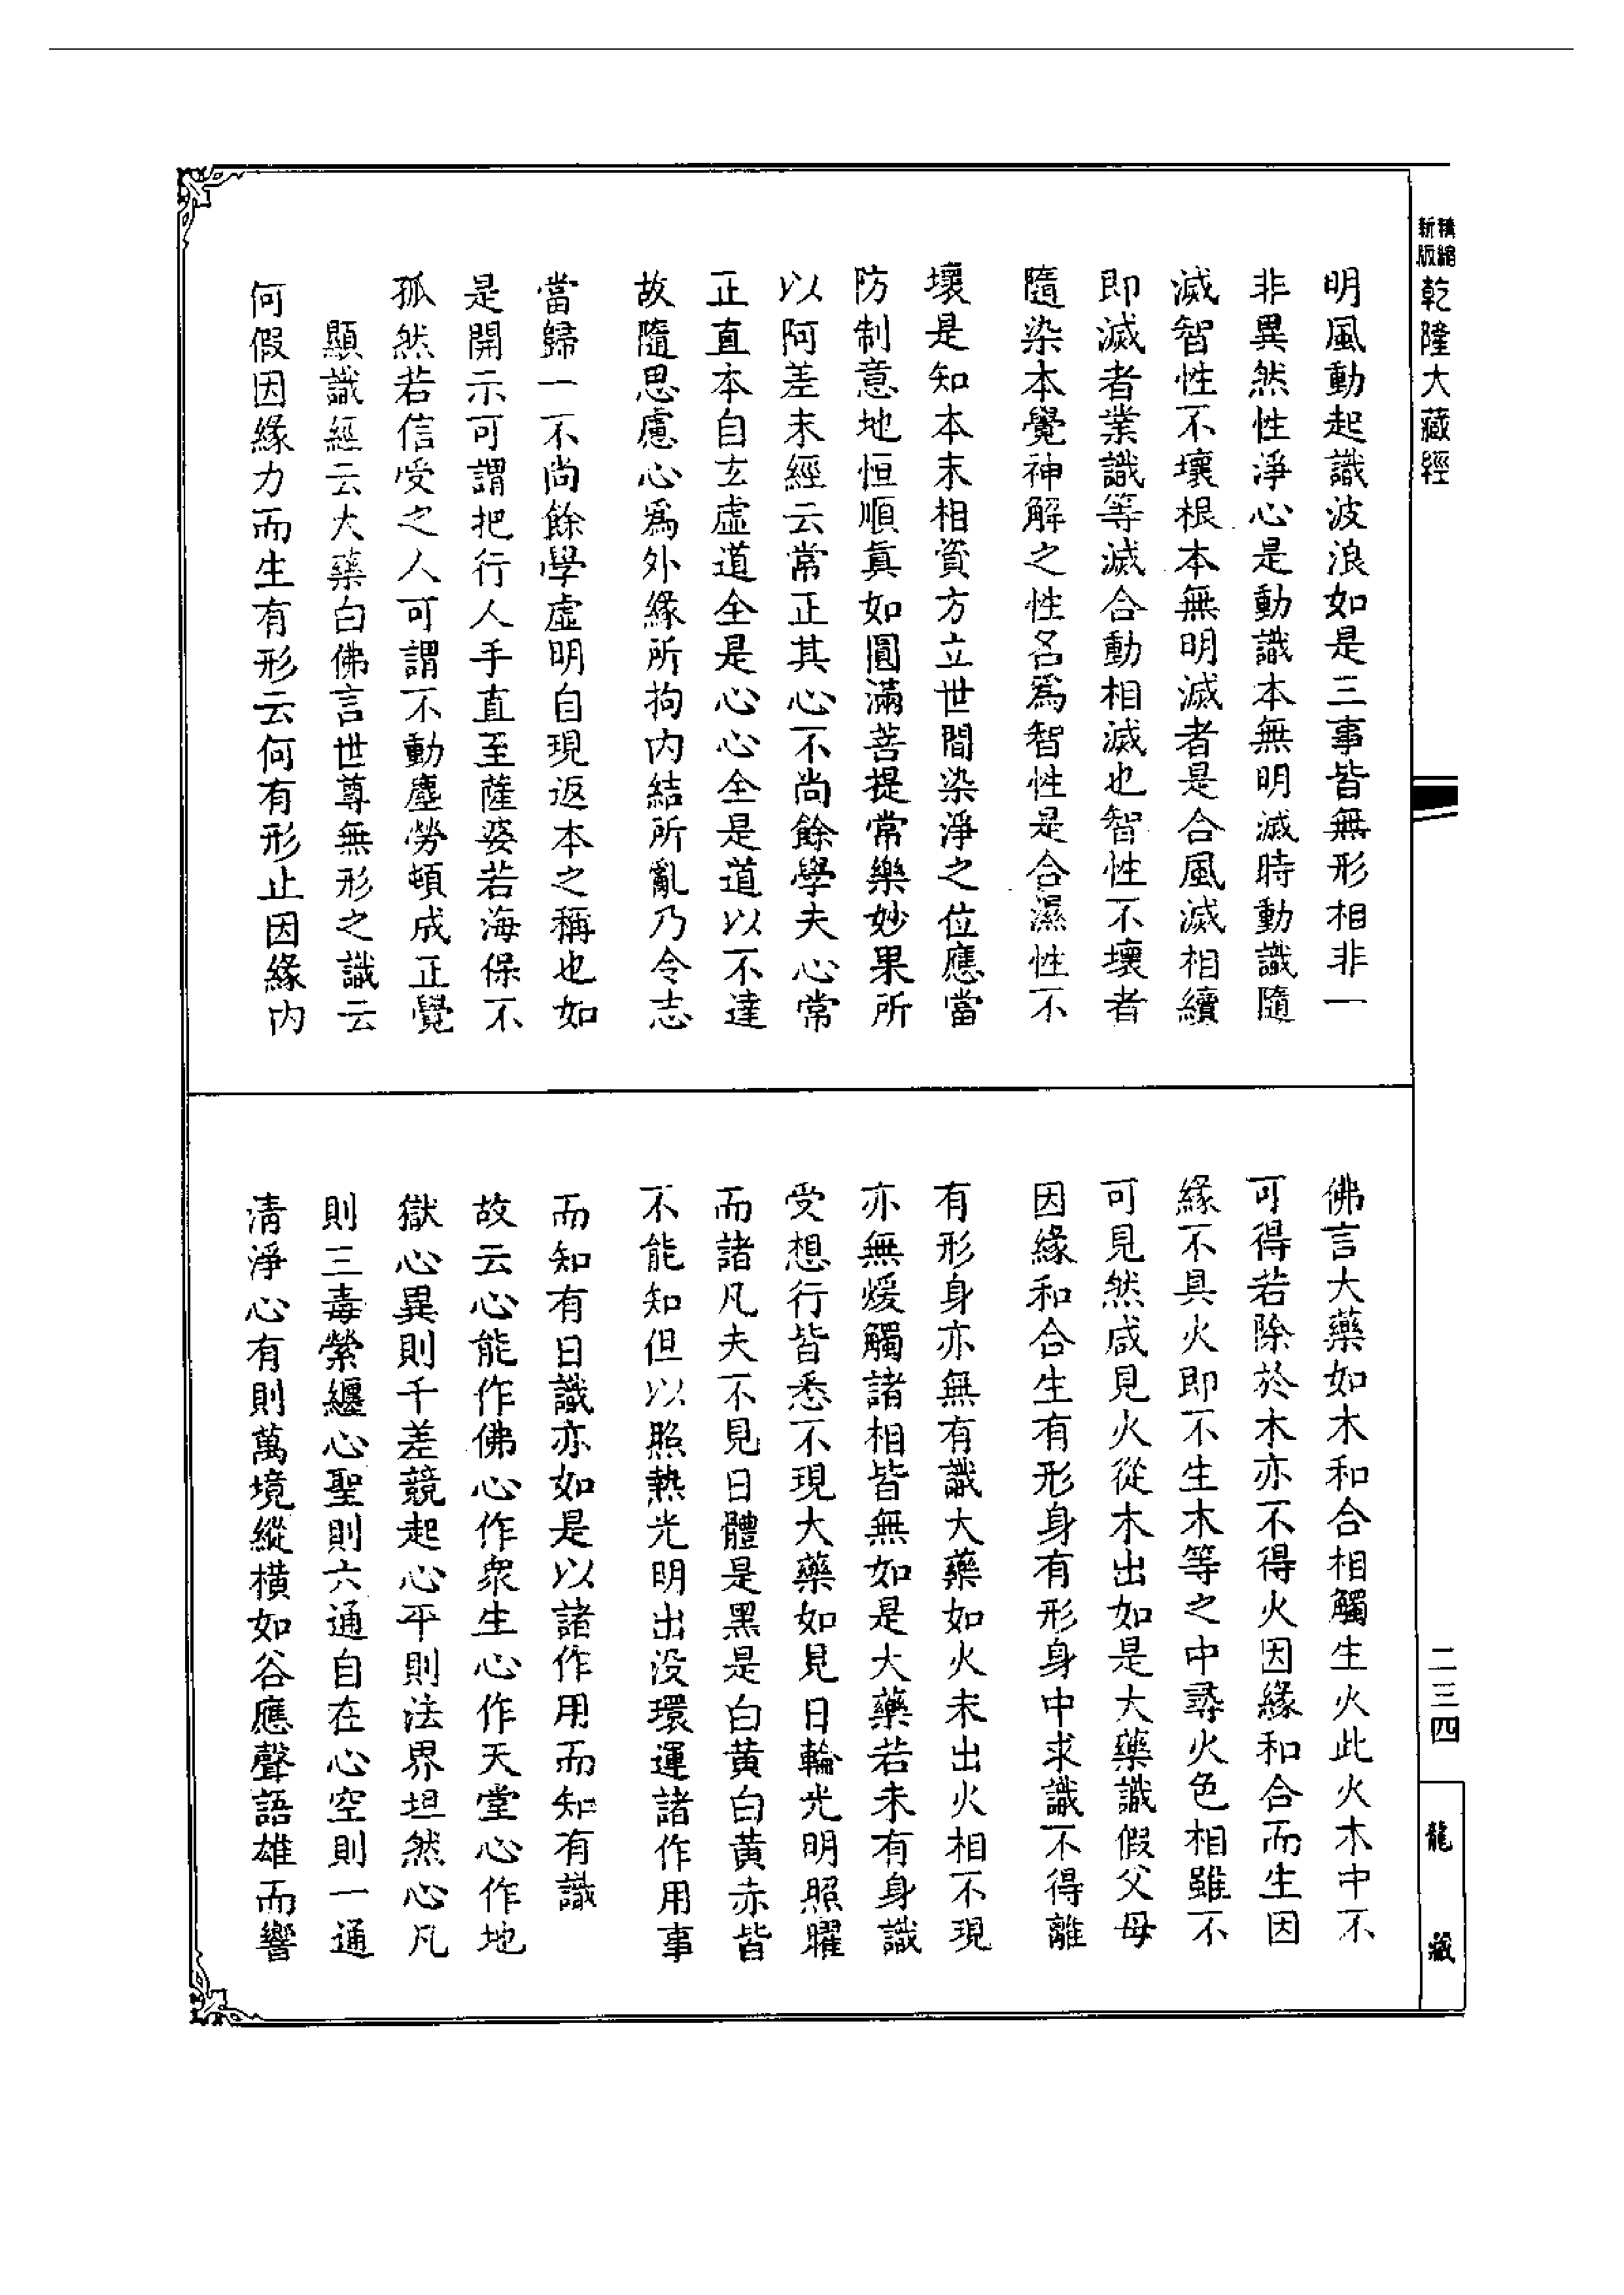 精縮
新版
乾隆大藏經
明風動起識波浪如是三事皆無形相非一
非異然性淨心是動識本無明滅時動識隨
滅智性不壞根本無明滅者是合風滅相續
即滅者業識等滅合動相滅也智性不壞者
隨染本覺神解之性名爲智性是合濕性不
壞是知本末相資方立世間染淨之位應當
防制意地恒順眞如圓滿菩提常樂妙果所
以阿差末經云常正其心不尚餘學夫心常
正直本自玄虛道全是心心全是道以不達
故隨思慮心爲外緣所拘內結所亂乃令志
當歸一不尚餘學虛明自現返本之稱也如
是開示可謂把行人手直至薩婆若海保不
孤然若信受之人可謂不動塵勞頓成正覺
顯識經云大藥白佛言世尊無形之識云
何假因緣力而生有形云何有形止因緣內
佛言大藥如木和合相觸生火此火木中不
可得若除於木亦不得火因緣和合而生因
緣不具火即不生木等之中尋火色相雖不
可見然咸見火從木出如是大藥識假父母
因緣和合生有形身有形身中求識不得離
有形身亦無有識大藥如火未出火相不現
亦無煖觸諸相皆無如是大藥若未有身識
受想行皆悉不現大藥如見日輪光明照曜
而諸凡夫不見日體是黑是白黃白黃赤皆
不能知但以照熱光明出沒環運諸作用事
而知有日識亦如是以諸作用而知有識
故云心能作佛心作衆生心作天堂心作地
獄心異則千差競起心平則法界坦然心凡
則三毒縈纏心聖則六通自在心空則一通
清淨心有則萬境縱橫如谷應聲語雄而響
二三四
龍藏